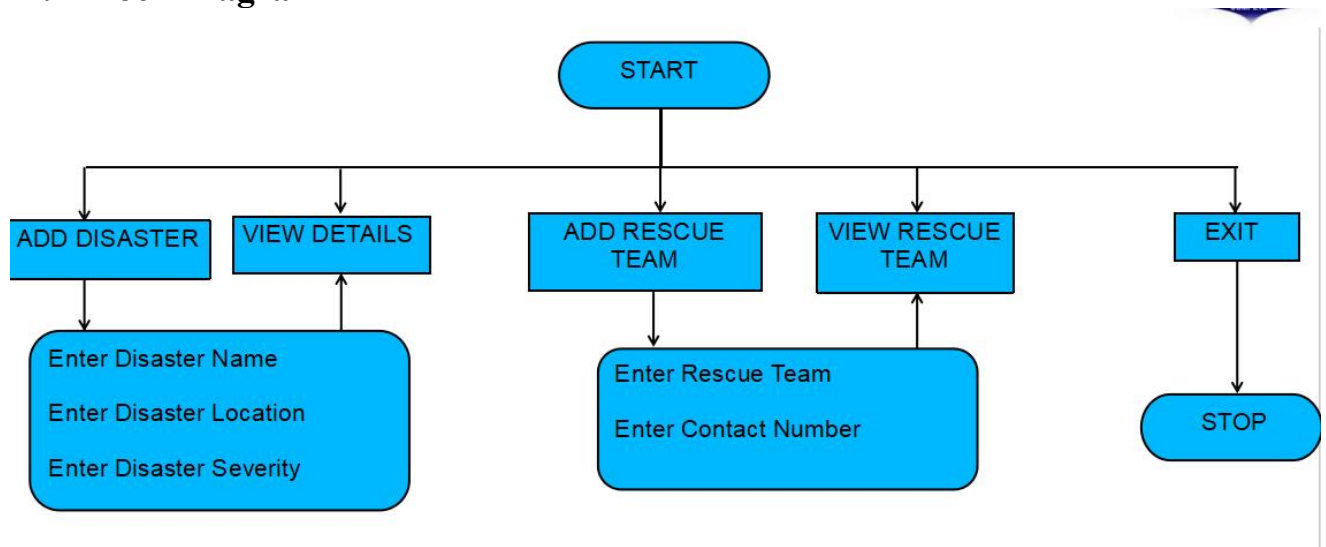 START
ADD DISASTER
VIEW DETAILS
ADD RESCUE
TEAM
VIEW RESCUE
TEAM
EXIT
Enter Disaster Name
Enter Disaster Location
Enter Disaster Severity
Enter Rescue Team
Enter Contact Number
STOP